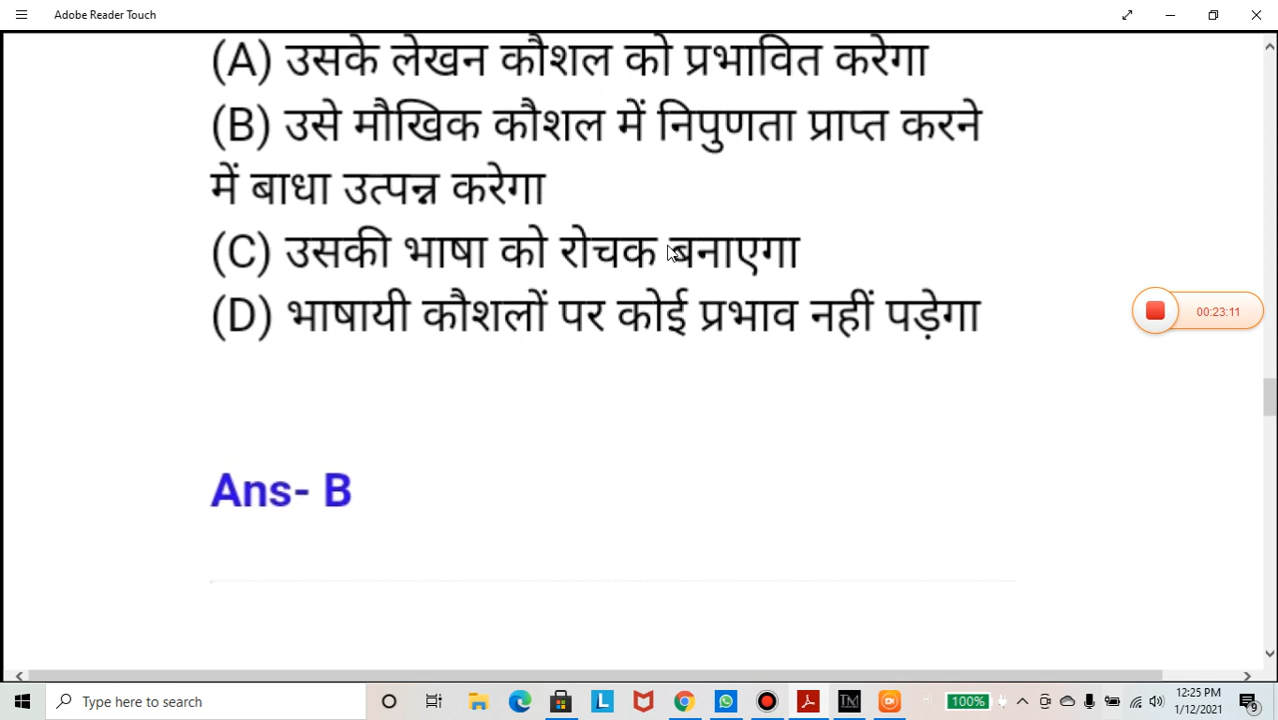 Adobe Reader Touch
(A) उसके लेखन कौशल को प्रभावित करेगा
(B) उसे मौखिक कौशल में निपुणता प्राप्त करने
में बाधा उत्पन्न करेगा
(C) उसकी भाषा को रोचक बनाएगा
(D) भाषायी कौशलों पर कोई प्रभाव नहीं पड़ेगा
00:23:11
Ans- B
Type here to search
100%
12:25 PM
1/12/2021
9